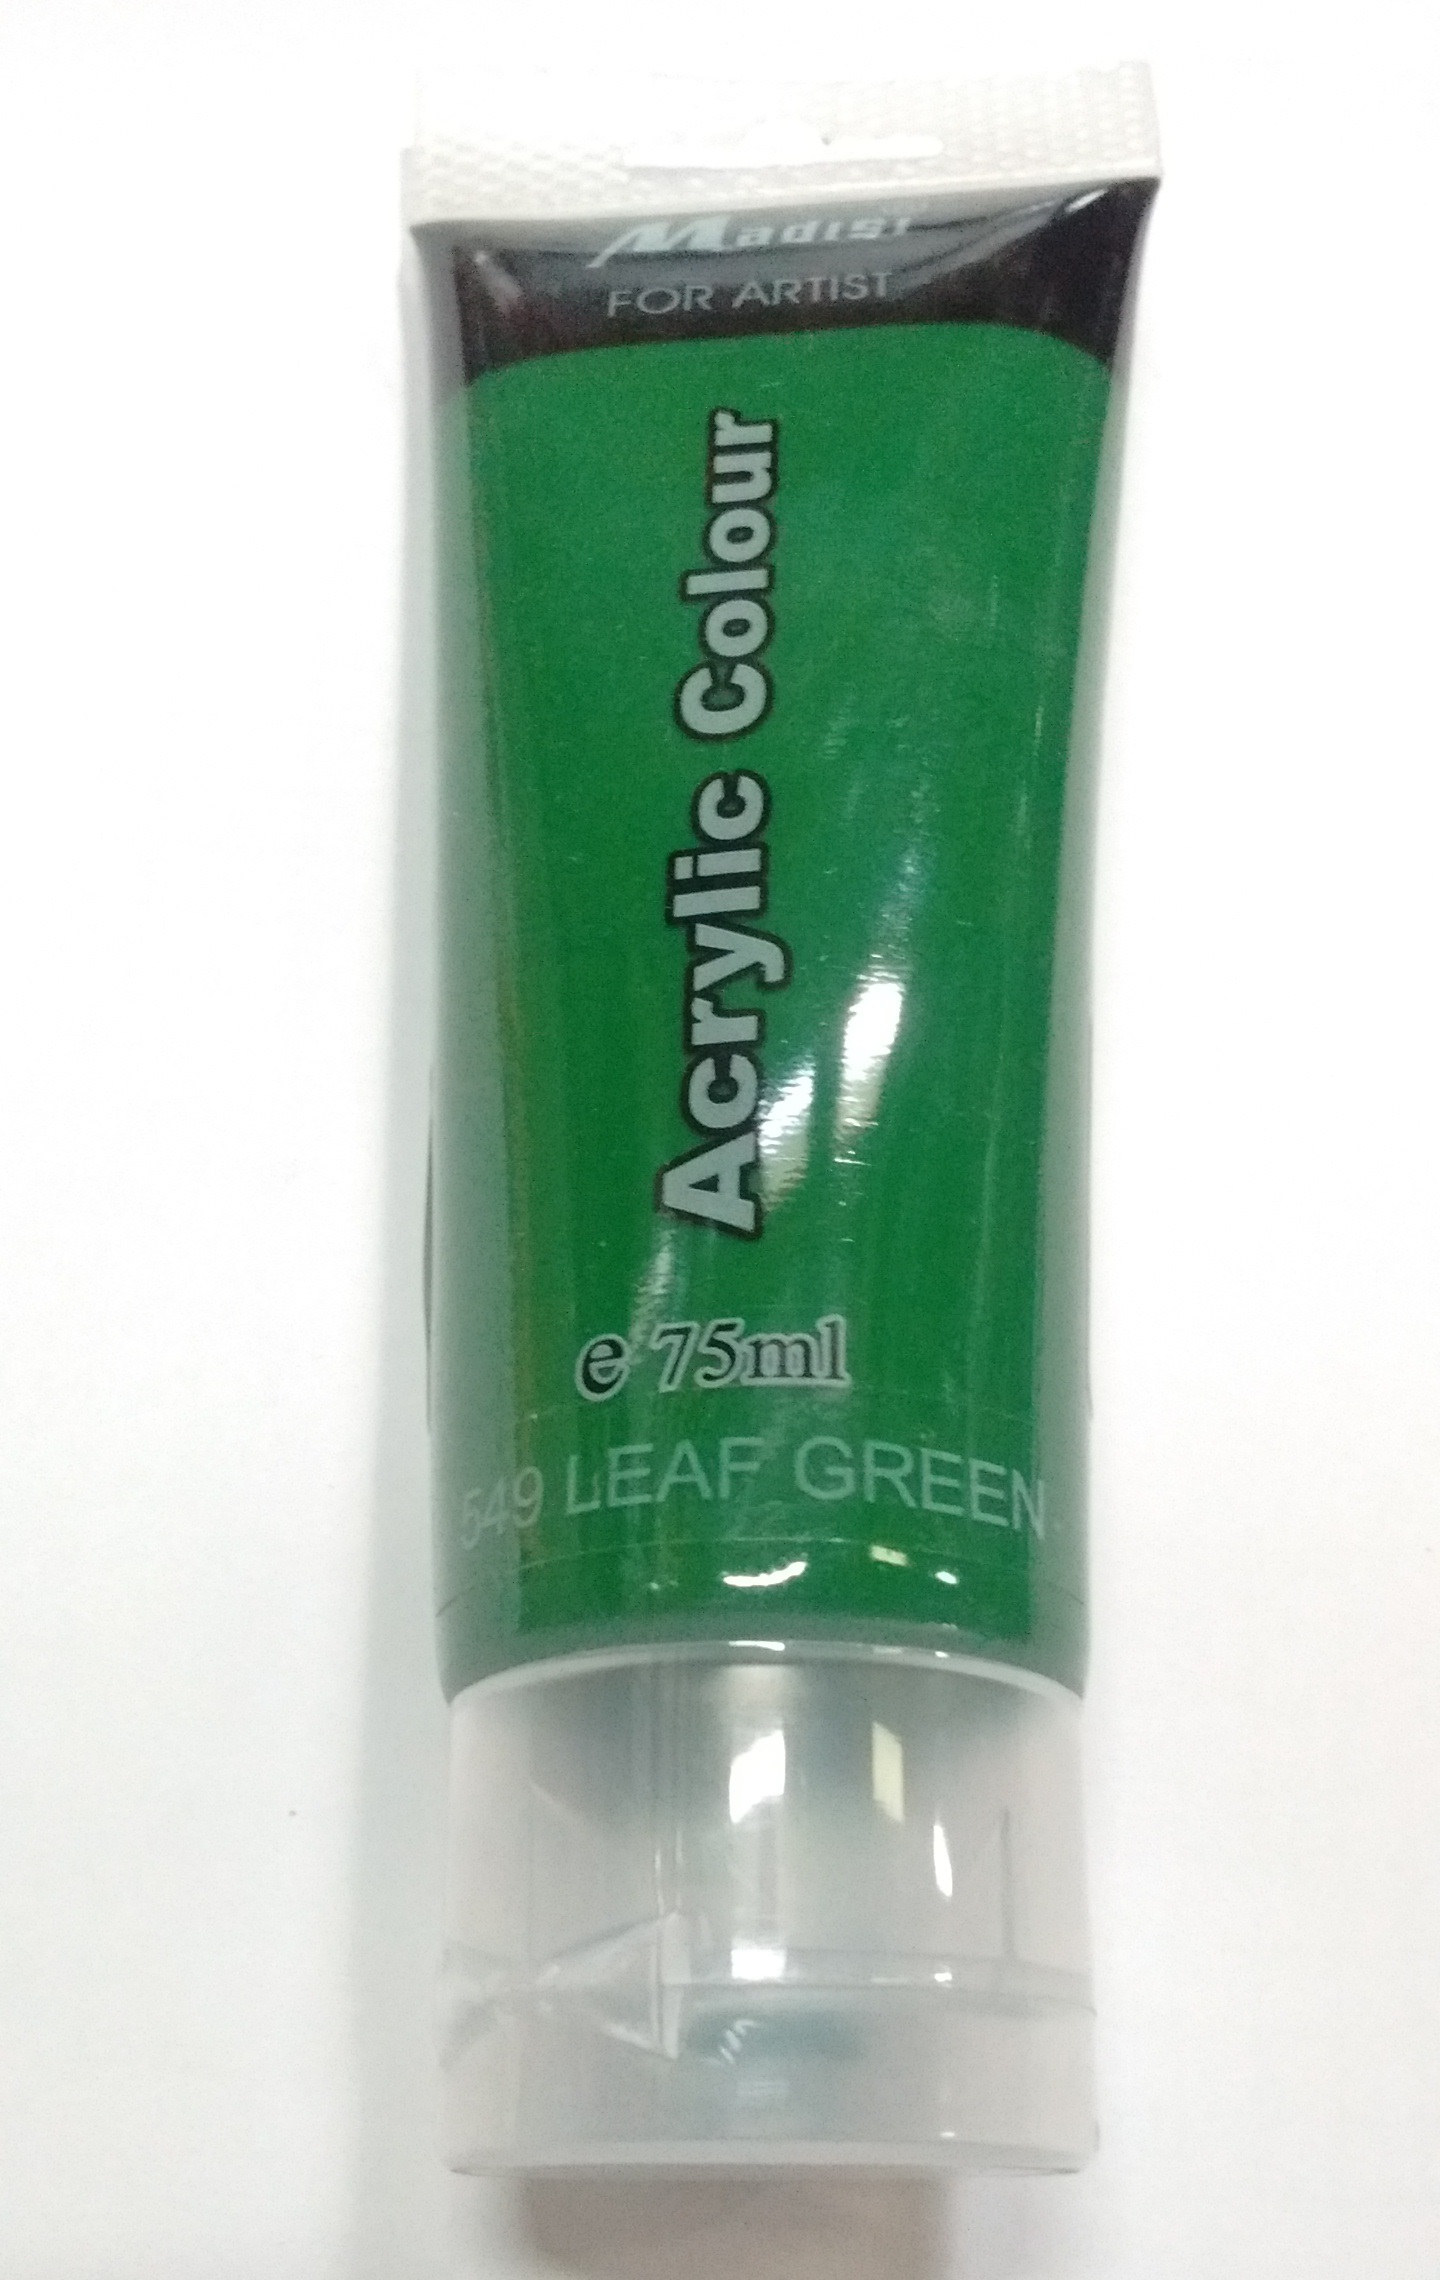 Madisi
FOR ARTIST
Acrylic Colour
e 75ml
549 LEAF GREEN